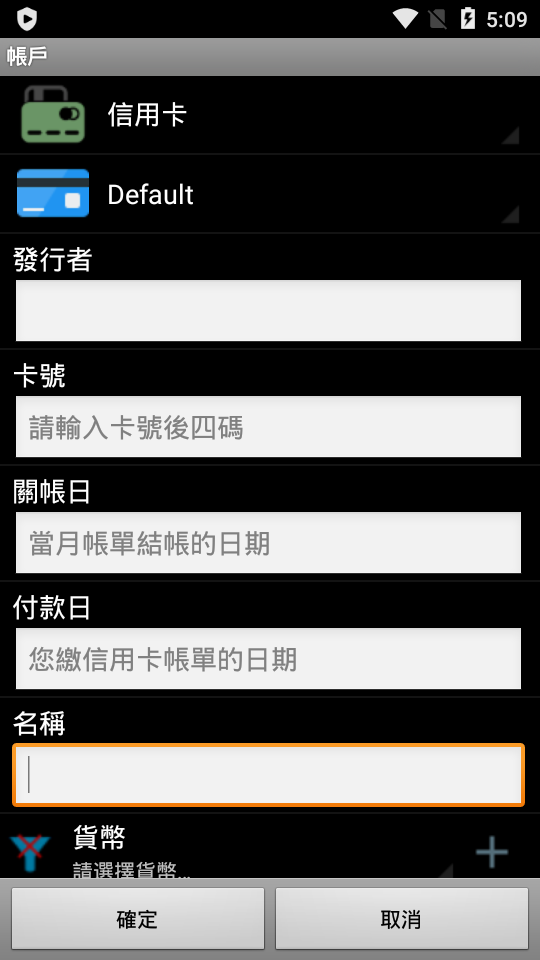 5:09
帳戶
信用卡
Default
發行者
卡號
請輸入卡號後四碼
關帳日
當月帳單結帳的日期
付款日
您繳信用卡帳單的日期
名稱
貨幣
請選擇貨幣...
確定
取消